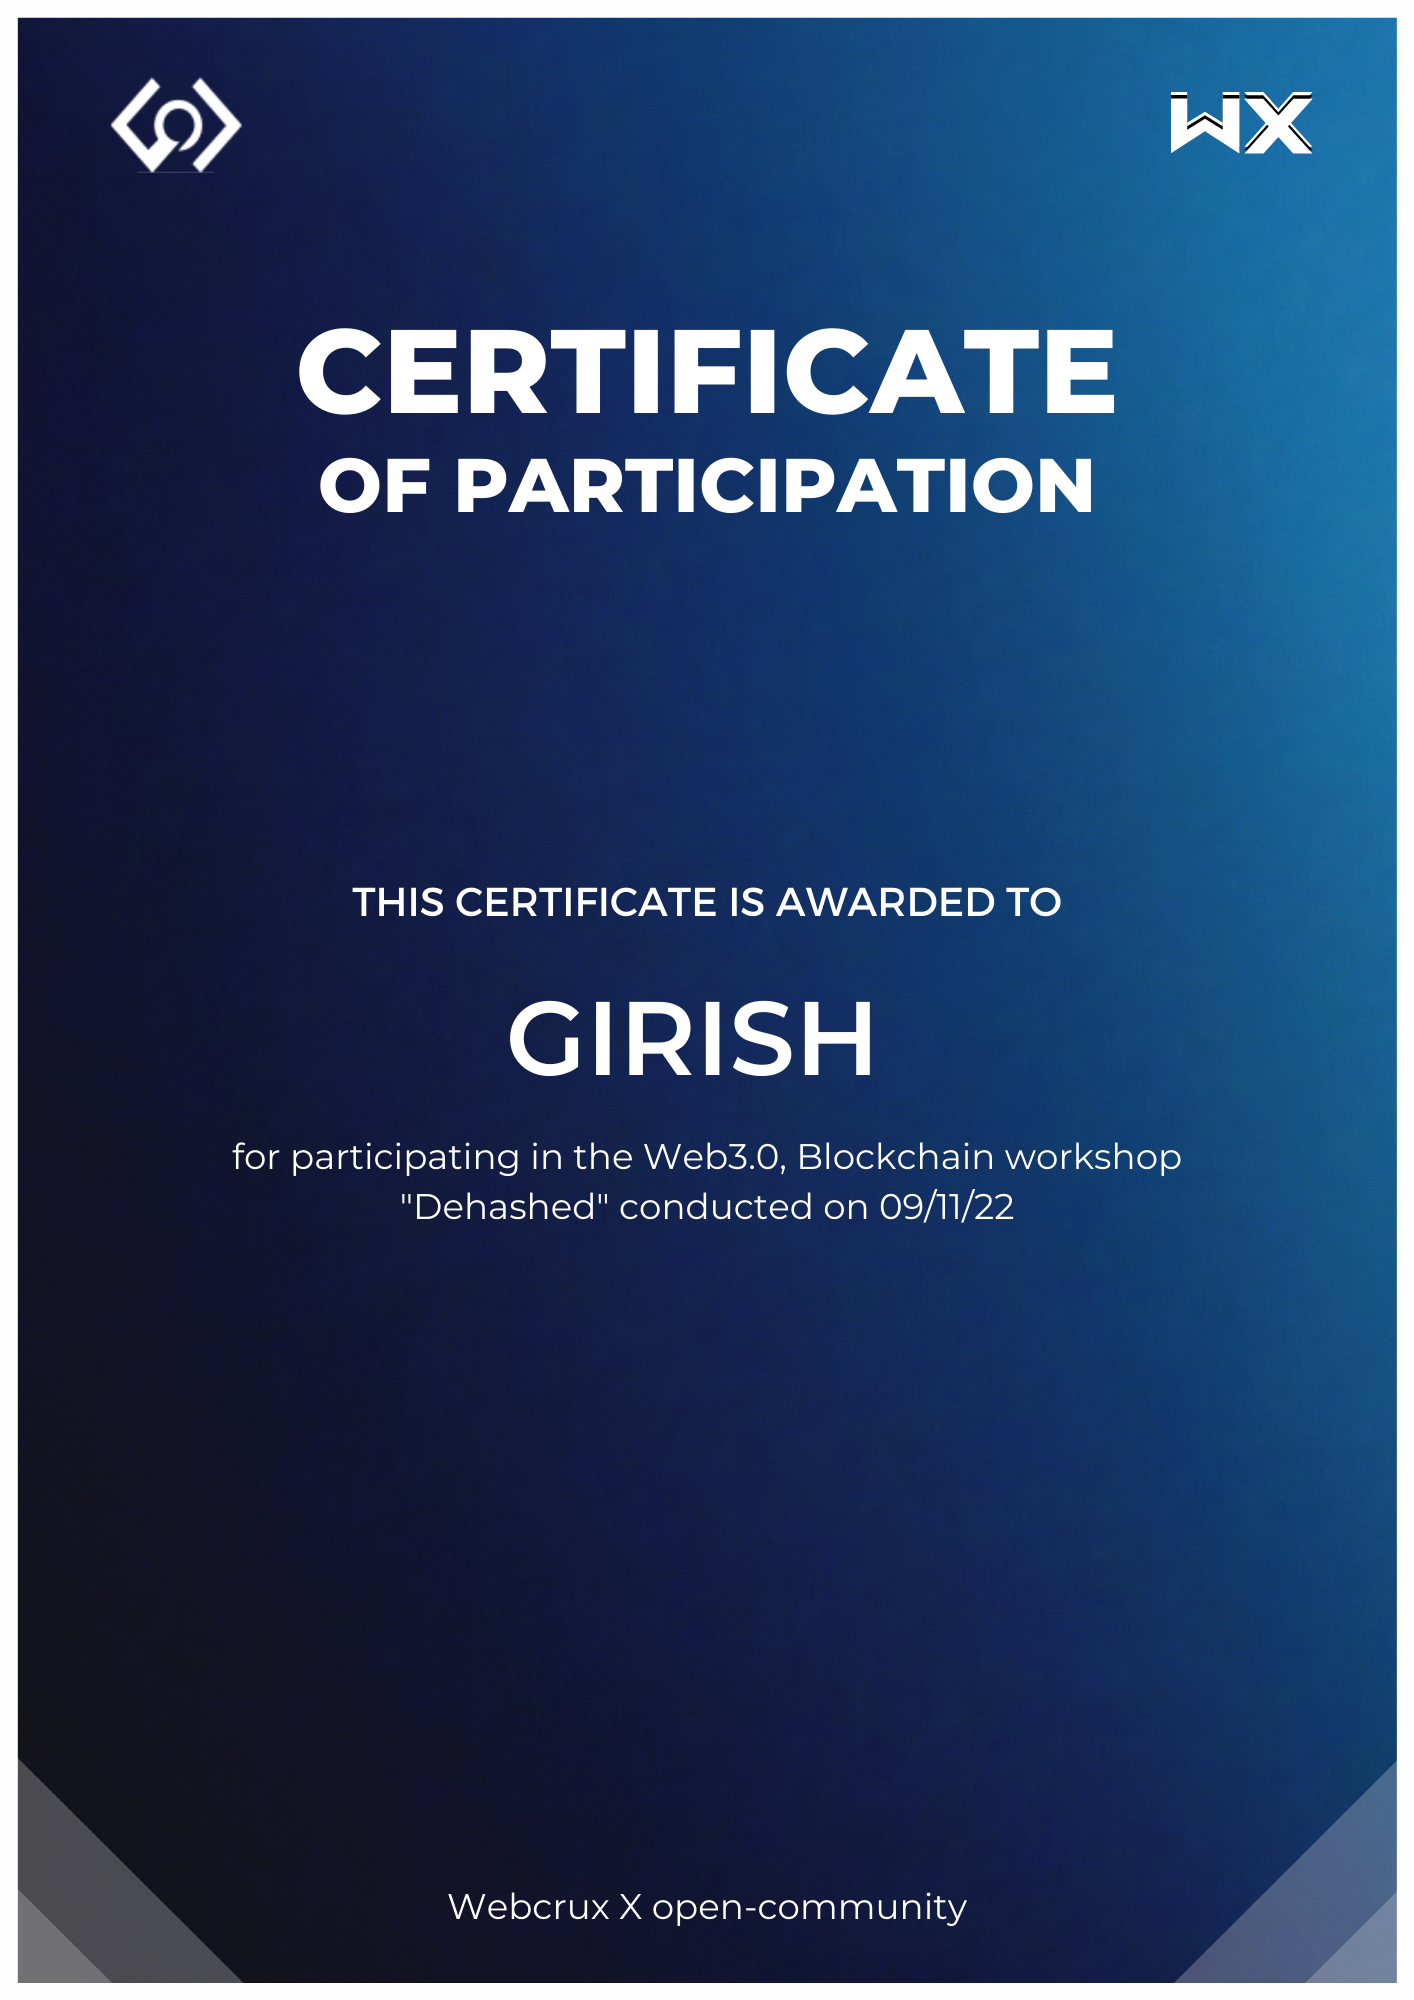 WX
CERTIFICATE
OF PARTICIPATION
THIS CERTIFICATE IS AWARDED TO
GIRISH
for participating in the Web3.0, Blockchain workshop
"Dehashed" conducted on 09/11/22
Webcrux X open-community